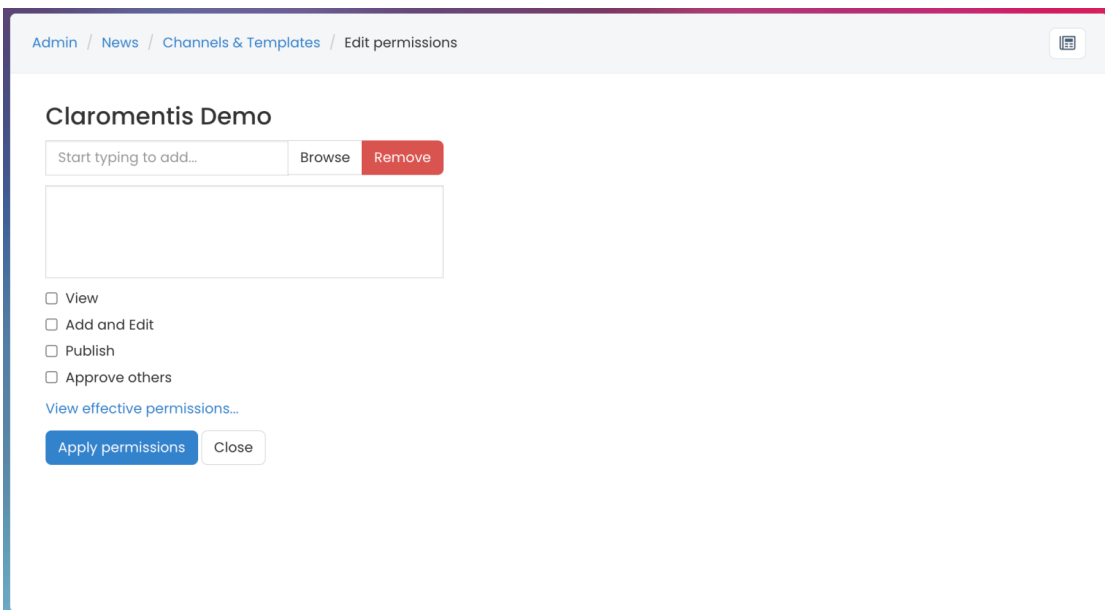 Admin / News / Channels & Templates / Edit permissions
Claromentis Demo
Start typing to add... Browse Remove
View
Add and Edit
Publish
Approve others
View effective permissions...
Apply permissions Close